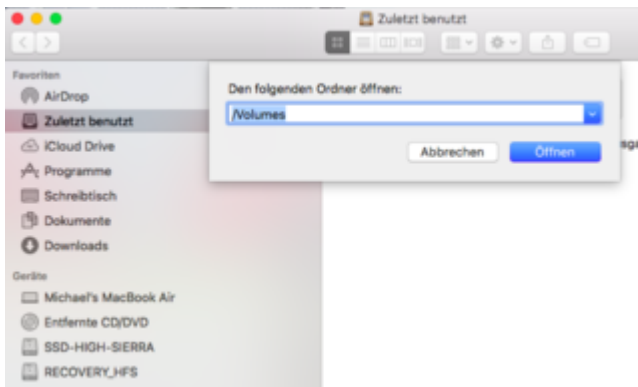 Zuletzt benutzt
Favoriten
AirDrop
Zuletzt benutzt
iCloud Drive
Programme
Schreibtisch
Dokumente
Downloads
Geräte
Michael's MacBook Air
Entfernte CD/DVD
SSD-HIGH-SIERRA
RECOVERY_HFS
Den folgenden Ordner öffnen:
/Volumes
Abbrechen Öffnen